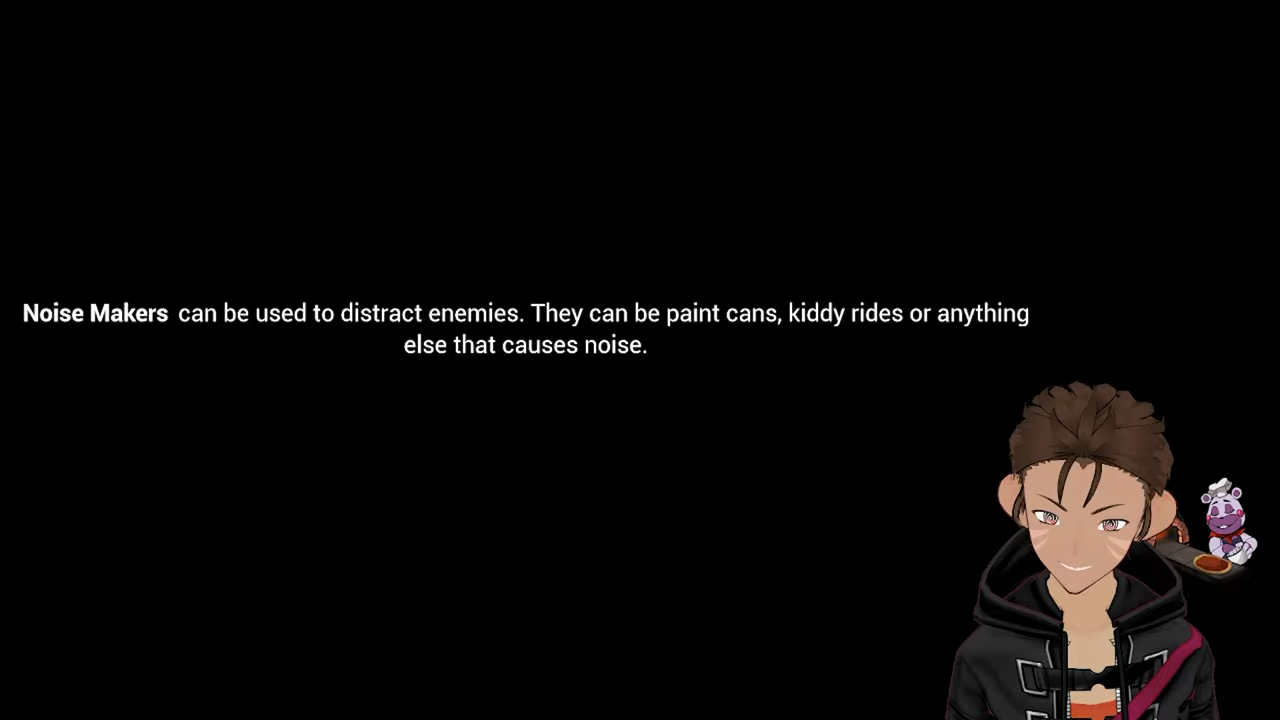 Noise Makers can be used to distract enemies. They can be paint cans, kiddy rides or anything
else that causes noise.